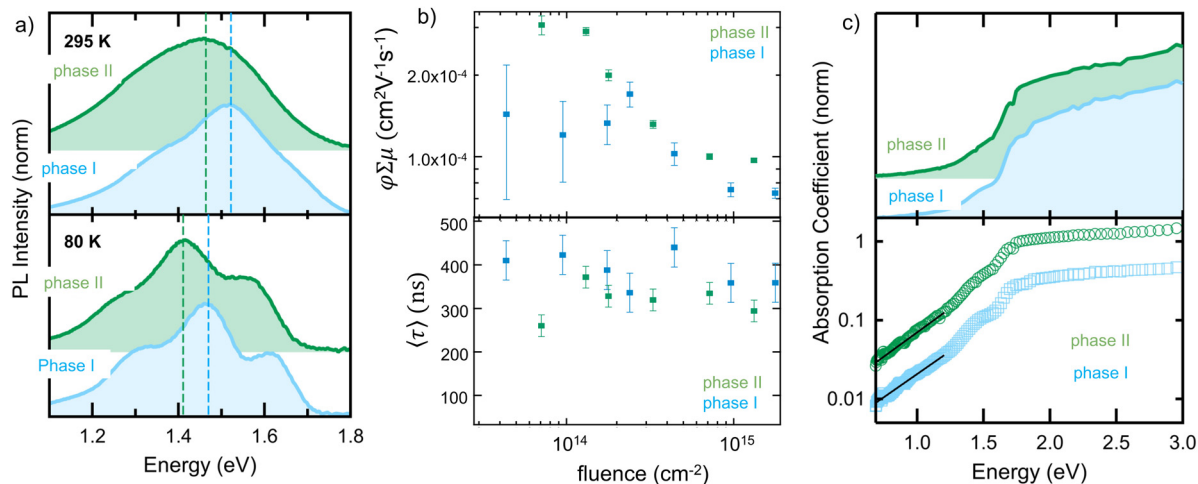 a)
295 K
phase II
phase I
80 K
phase II
Phase I
PL Intensity (norm)
1.2
1.4
1.6
1.8
Energy (eV)
b)
phase II
phase I
φΣμ (cm²V⁻¹s⁻¹)
2.0x10⁻⁴
1.0x10⁻⁴
500
400
300
200
100
⟨τ⟩ (ns)
phase II
phase I
10¹⁴
10¹⁵
fluence (cm⁻²)
c)
phase II
phase I
Absorption Coefficient (norm)
1
0.1
0.01
phase II
phase I
1.0
1.5
2.0
2.5
3.0
Energy (eV)